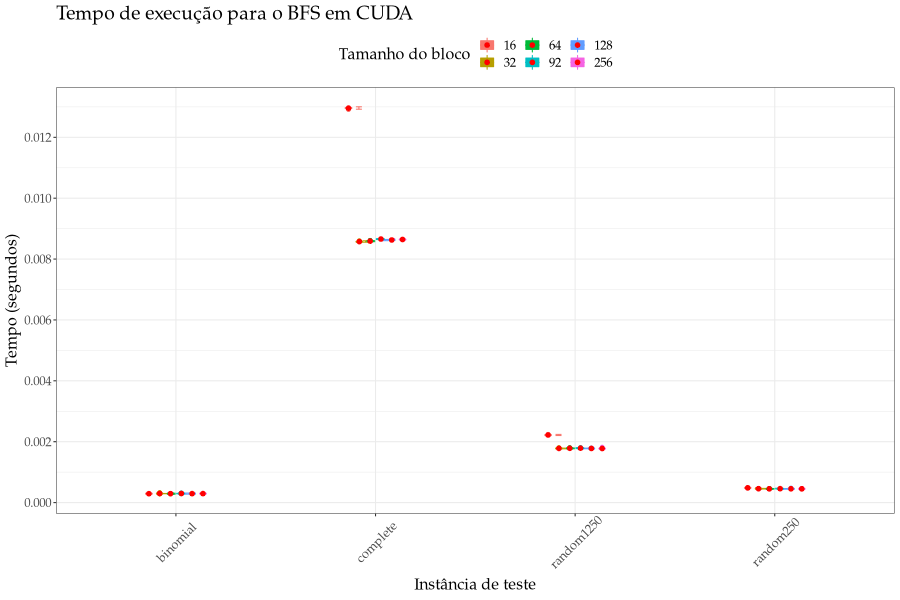 Tempo de execução para o BFS em CUDA
Tamanho do bloco
16 64 128
32 92 256
Tempo (segundos)
0.012
0.010
0.008
0.006
0.004
0.002
0.000
binomial complete random1250 random250
Instância de teste